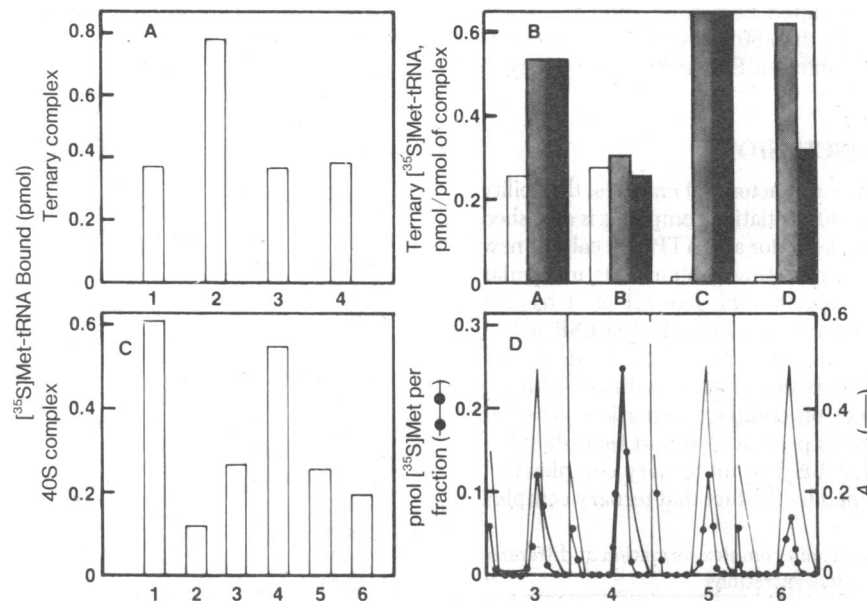 [³⁵S]Met-tRNA Bound (pmol)
Ternary complex
0.8
0.6
0.4
0.2
0
A
1 2 3 4
Ternary [³⁵S]Met-tRNA,
pmol/pmol of complex
0.6
0.4
0.2
0
B
A B C D
40S complex
0.6
0.4
0.2
0
C
1 2 3 4 5 6
pmol [³⁵S]Met per
fraction (●—●)
0.3
0.2
0.1
0
D
3 4 5 6
0.6
0.4
0.2
0